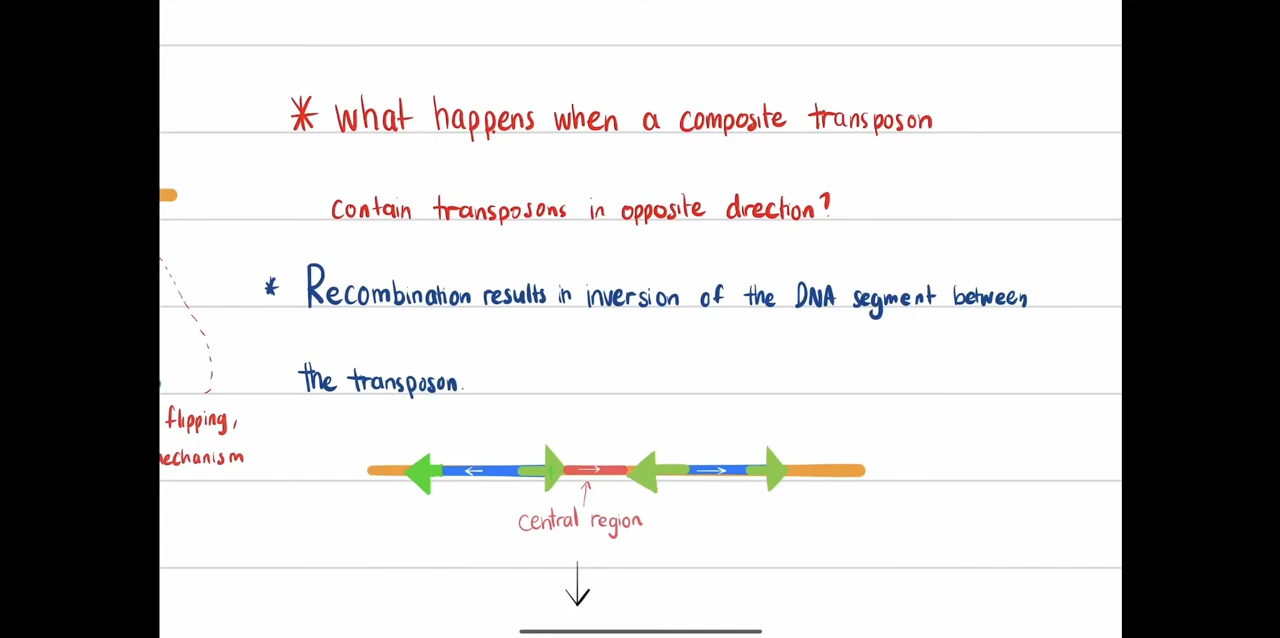 * What happens when a composite transposon
contain transposons in opposite direction?
* Recombination results in inversion of the DNA segment between
the transposon.
flipping,
echanism
central region